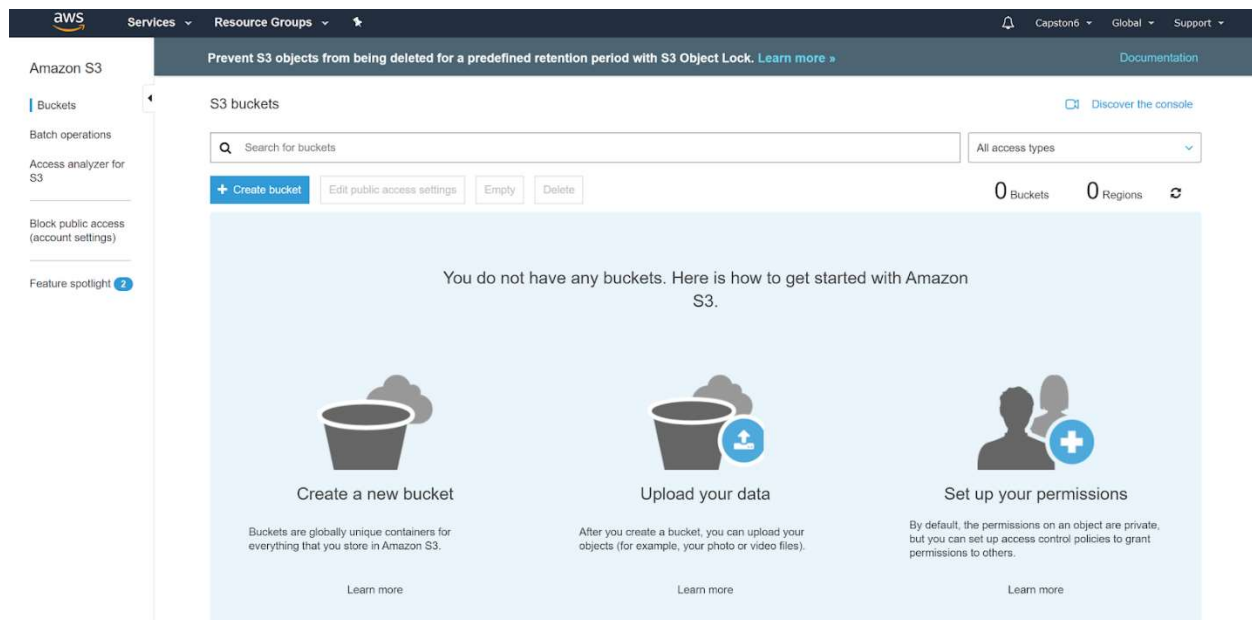 aws Services Resource Groups Capston6 Global Support
Amazon S3
Prevent S3 objects from being deleted for a predefined retention period with S3 Object Lock. Learn more » Documentation
Buckets
Batch operations
Access analyzer for
S3
Block public access
(account settings)
Feature spotlight 2
S3 buckets Discover the console
Search for buckets All access types
Create bucket Edit public access settings Empty Delete 0 Buckets 0 Regions
You do not have any buckets. Here is how to get started with Amazon
S3.
Create a new bucket
Buckets are globally unique containers for
everything that you store in Amazon S3.
Learn more
Upload your data
After you create a bucket, you can upload your
objects (for example, your photo or video files).
Learn more
Set up your permissions
By default, the permissions on an object are private,
but you can set up access control policies to grant
permissions to others.
Learn more